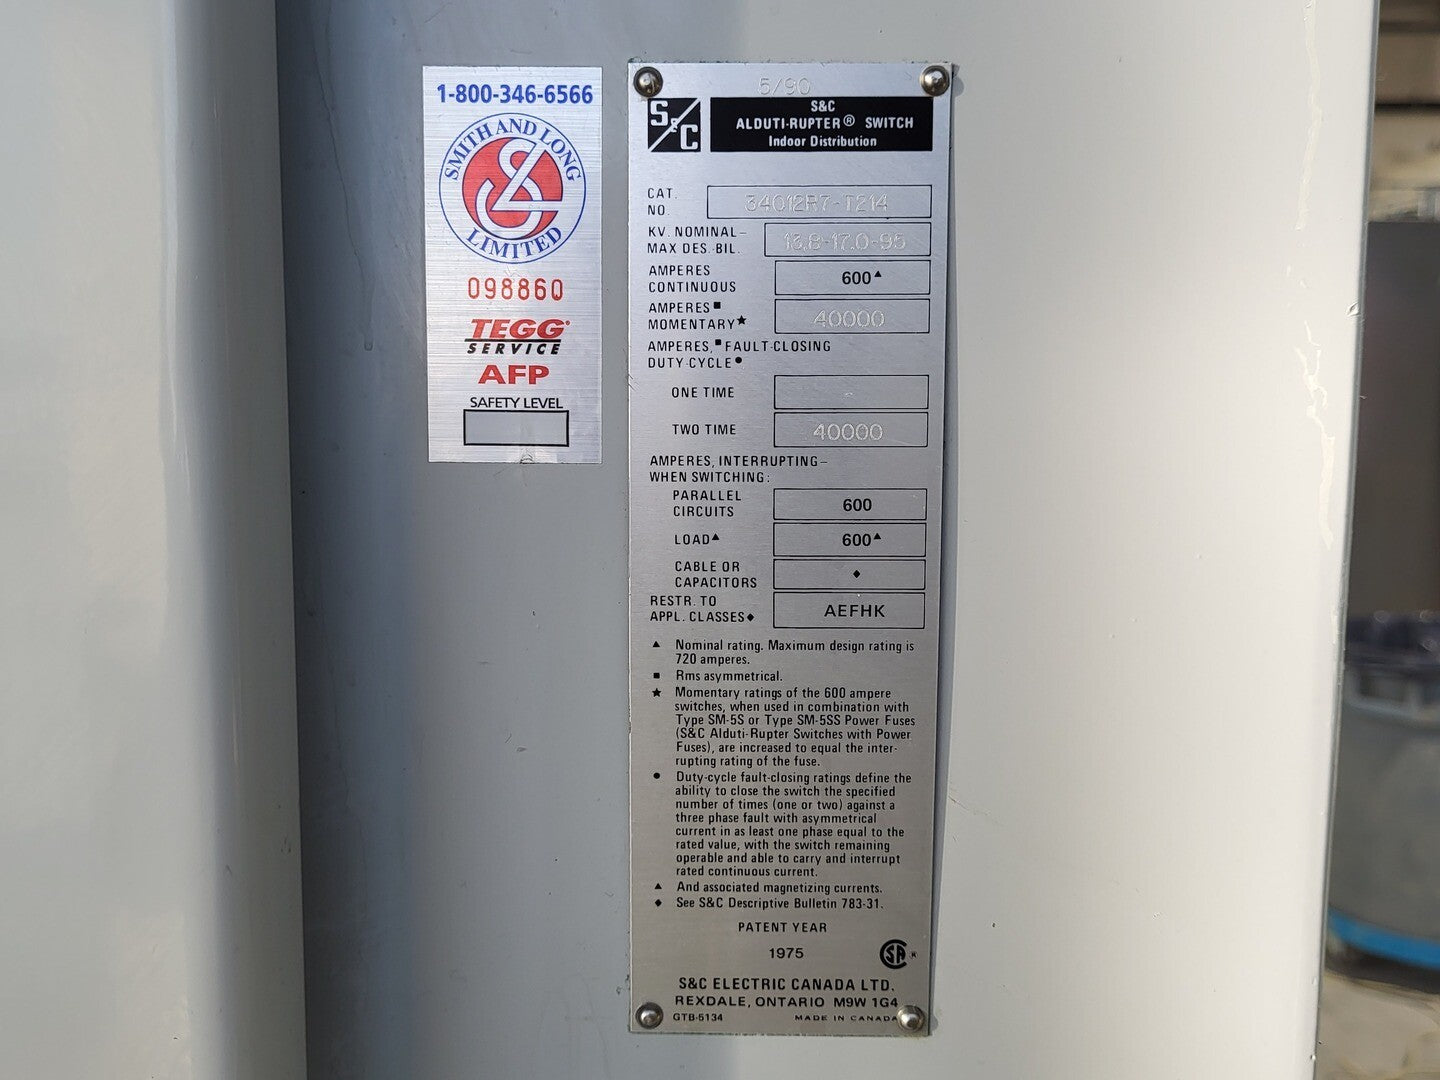 1-800-346-6566
SMITH AND LONG
LIMITED
098860
TEGG®
SERVICE
AFP
SAFETY LEVEL
5/90
S&C
S&C
ALDUTI-RUPTER® SWITCH
Indoor Distribution
CAT. NO. 34012R7-T214
KV. NOMINAL-
MAX DES. BIL. 13.8-17.0-95
AMPERES
CONTINUOUS 600▲
AMPERES■
MOMENTARY★ 40000
AMPERES,■ FAULT-CLOSING
DUTY-CYCLE●
ONE TIME -
TWO TIME 40000
AMPERES, INTERRUPTING-
WHEN SWITCHING:
PARALLEL
CIRCUITS 600
LOAD▲ 600▲
CABLE OR
CAPACITORS ◆
RESTR. TO
APPL. CLASSES◆ AEFHK
▲ Nominal rating. Maximum design rating is
720 amperes.
■ Rms asymmetrical.
★ Momentary ratings of the 600 ampere
switches, when used in combination with
Type SM-5S or Type SM-5SS Power Fuses
(S&C Alduti-Rupter Switches with Power
Fuses), are increased to equal the inter-
rupting rating of the fuse.
● Duty-cycle fault-closing ratings define the
ability to close the switch the specified
number of times (one or two) against a
three phase fault with asymmetrical
current in as least one phase equal to the
rated value, with the switch remaining
operable and able to carry and interrupt
rated continuous current.
▲ And associated magnetizing currents.
◆ See S&C Descriptive Bulletin 783-31.
PATENT YEAR
1975
SA
S&C ELECTRIC CANADA LTD.
REXDALE, ONTARIO M9W 1G4
GTB-5134 MADE IN CANADA